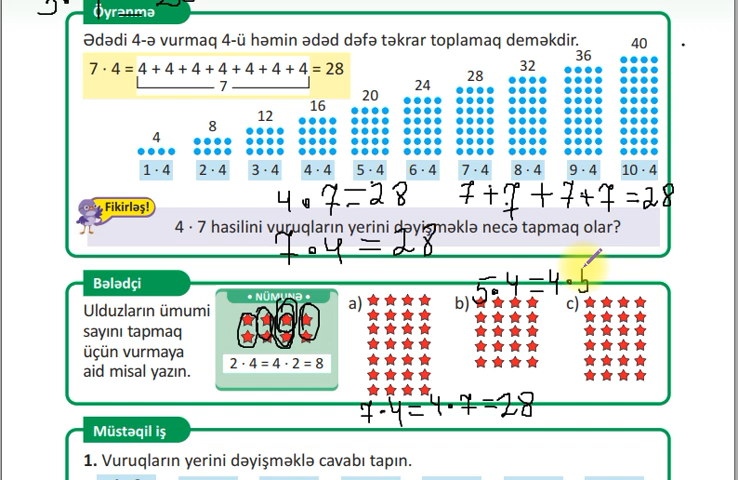 Öyrənmə
Ədədi 4-ə vurmaq 4-ü həmin ədəd dəfə təkrar toplamaq deməkdir.
7 · 4 = 4 + 4 + 4 + 4 + 4 + 4 + 4 = 28
7
4 8 12 16 20 24 28 32 36 40
1 · 4 2 · 4 3 · 4 4 · 4 5 · 4 6 · 4 7 · 4 8 · 4 9 · 4 10 · 4
4 · 7 = 28 7 + 7 + 7 + 7 = 28
Fikirləş!
4 · 7 hasilini vuruqların yerini dəyişməklə necə tapmaq olar?
7 · 4 = 28
Bələdçi
5 · 4 = 4 · 5
Ulduzların ümumi
sayını tapmaq
üçün vurmaya
aid misal yazın.
• NÜMUNƏ •
2 · 4 = 4 · 2 = 8
a) b) c)
7 · 4 = 4 · 7 = 28
Müstəqil iş
1. Vuruqların yerini dəyişməklə cavabı tapın.